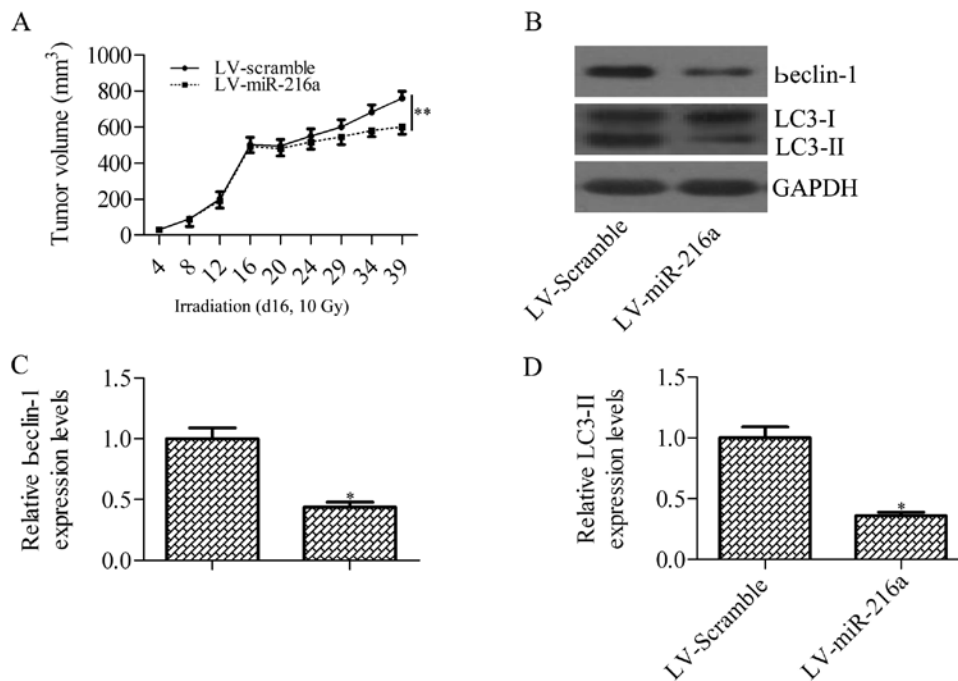 A
Tumor volume (mm³)
1000
800
600
400
200
0
LV-scramble
LV-miR-216a
**
4
8
12
16
20
24
29
34
39
Irradiation (d16, 10 Gy)
B
Beclin-1
LC3-I
LC3-II
GAPDH
LV-Scramble
LV-miR-216a
C
Relative Beclin-1
expression levels
1.5
1.0
0.5
0.0
*
D
Relative LC3-II
expression levels
1.5
1.0
0.5
0.0
*
LV-Scramble
LV-miR-216a